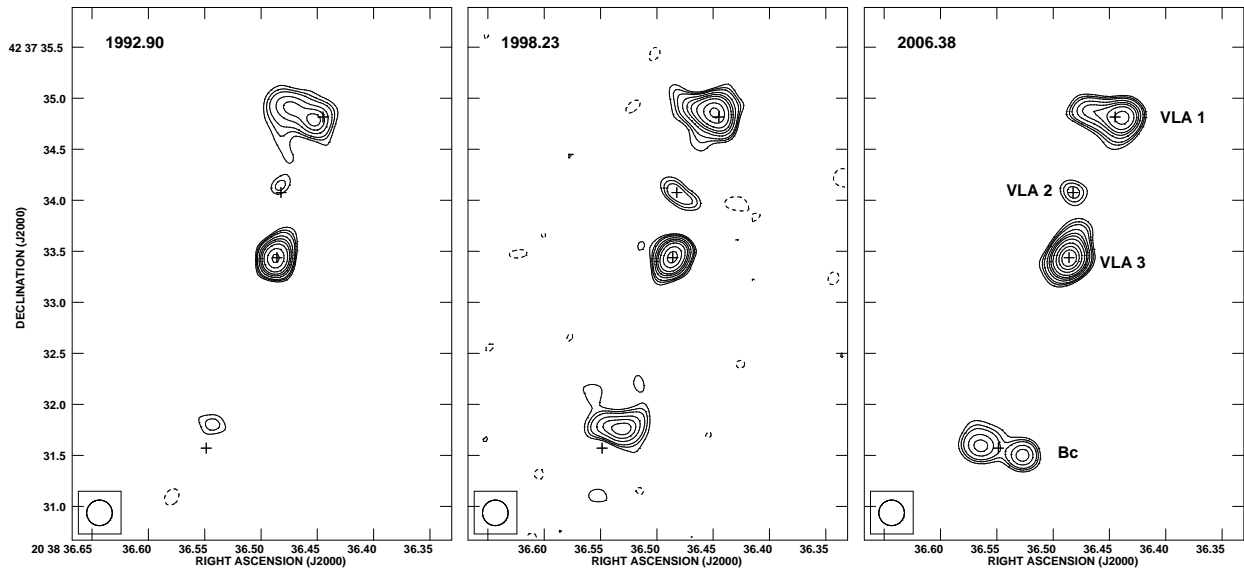 1992.90
1998.23
2006.38
42 37 35.5
35.0
34.5
34.0
33.5
33.0
32.5
32.0
31.5
31.0
DECLINATION (J2000)
VLA 1
VLA 2
VLA 3
Bc
20 38 36.65 36.60 36.55 36.50 36.45 36.40 36.35
RIGHT ASCENSION (J2000)
36.60 36.55 36.50 36.45 36.40 36.35
RIGHT ASCENSION (J2000)
36.60 36.55 36.50 36.45 36.40 36.35
RIGHT ASCENSION (J2000)